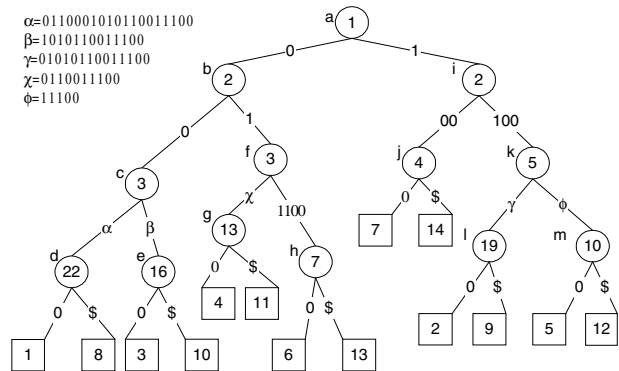 α=0110001010110011100
β=1010110011100
γ=01010110011100
χ=0110011100
φ=11100
a 1
0 1
b 2 i 2
0 1 00 100
c 3 f 3 j 4 k 5
α β χ 1100 0 $ γ φ
7 14
d 22 e 16 g 13 h 7 l 19 m 10
0 $ 0 $ 0 $ 0 $ 0 $ 0 $
4 11 2 9 5 12
1 8 3 10 6 13